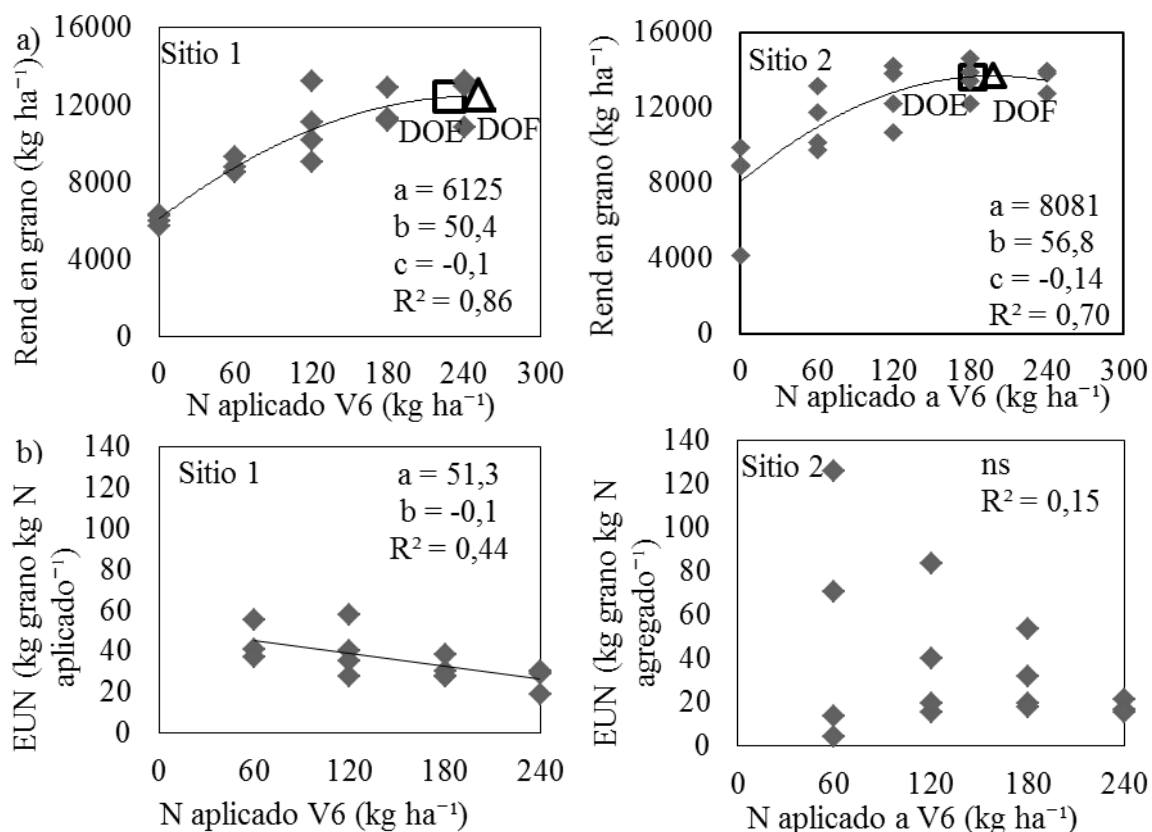 a)
Sitio 1
Rend en grano (kg ha⁻¹)
16000
12000
8000
4000
0
DOE
DOF
a = 6125
b = 50,4
c = -0,1
R² = 0,86
0 60 120 180 240 300
N aplicado V6 (kg ha⁻¹)
Sitio 2
Rend en grano (kg ha⁻¹)
16000
12000
8000
4000
0
DOE
DOF
a = 8081
b = 56,8
c = -0,14
R² = 0,70
0 60 120 180 240 300
N aplicado a V6 (kg ha⁻¹)
b)
Sitio 1
EUN (kg grano kg N
aplicado⁻¹)
140
120
100
80
60
40
20
0
a = 51,3
b = -0,1
R² = 0,44
0 60 120 180 240
N aplicado V6 (kg ha⁻¹)
Sitio 2
EUN (kg grano kg N
agregado⁻¹)
140
120
100
80
60
40
20
0
ns
R² = 0,15
0 60 120 180 240
N aplicado a V6 (kg ha⁻¹)